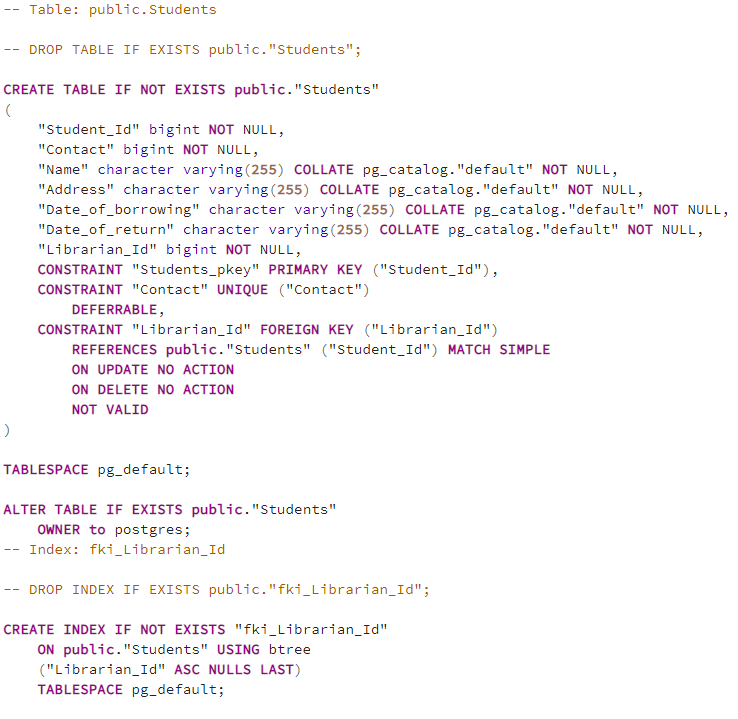 -- Table: public.Students
-- DROP TABLE IF EXISTS public."Students";
CREATE TABLE IF NOT EXISTS public."Students"
(
"Student_Id" bigint NOT NULL,
"Contact" bigint NOT NULL,
"Name" character varying(255) COLLATE pg_catalog."default" NOT NULL,
"Address" character varying(255) COLLATE pg_catalog."default" NOT NULL,
"Date_of_borrowing" character varying(255) COLLATE pg_catalog."default" NOT NULL,
"Date_of_return" character varying(255) COLLATE pg_catalog."default" NOT NULL,
"Librarian_Id" bigint NOT NULL,
CONSTRAINT "Students_pkey" PRIMARY KEY ("Student_Id"),
CONSTRAINT "Contact" UNIQUE ("Contact")
DEFERRABLE,
CONSTRAINT "Librarian_Id" FOREIGN KEY ("Librarian_Id")
REFERENCES public."Students" ("Student_Id") MATCH SIMPLE
ON UPDATE NO ACTION
ON DELETE NO ACTION
NOT VALID
)
TABLESPACE pg_default;
ALTER TABLE IF EXISTS public."Students"
OWNER to postgres;
-- Index: fki_Librarian_Id
-- DROP INDEX IF EXISTS public."fki_Librarian_Id";
CREATE INDEX IF NOT EXISTS "fki_Librarian_Id"
ON public."Students" USING btree
("Librarian_Id" ASC NULLS LAST)
TABLESPACE pg_default;